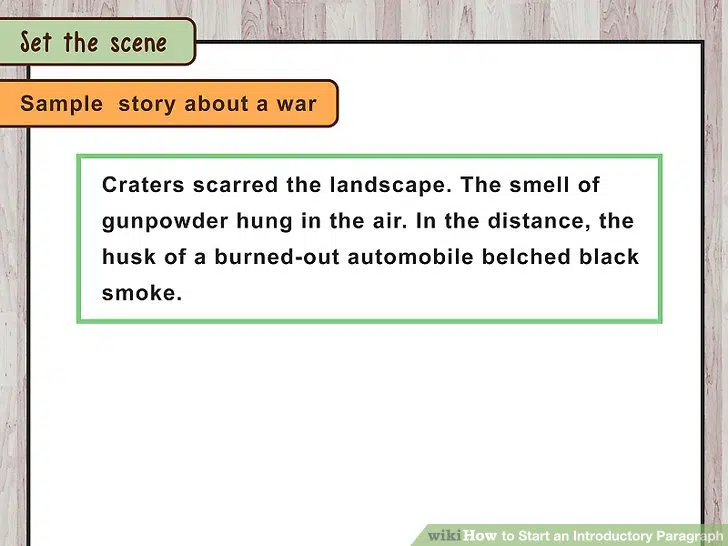 Set the scene
Sample story about a war
Craters scarred the landscape. The smell of
gunpowder hung in the air. In the distance, the
husk of a burned-out automobile belched black
smoke.
wikiHow to Start an Introductory Paragraph